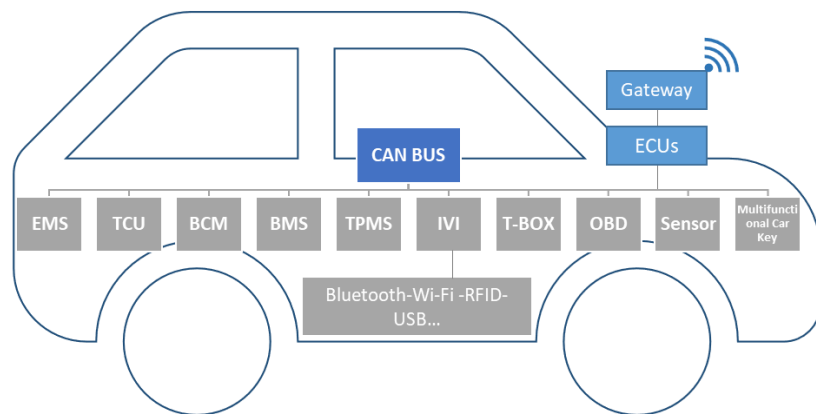 Gateway
CAN BUS
ECUs
EMS
TCU
BCM
BMS
TPMS
IVI
T-BOX
OBD
Sensor
Multifuncti
onal Car
Key
Bluetooth-Wi-Fi -RFID-
USB...